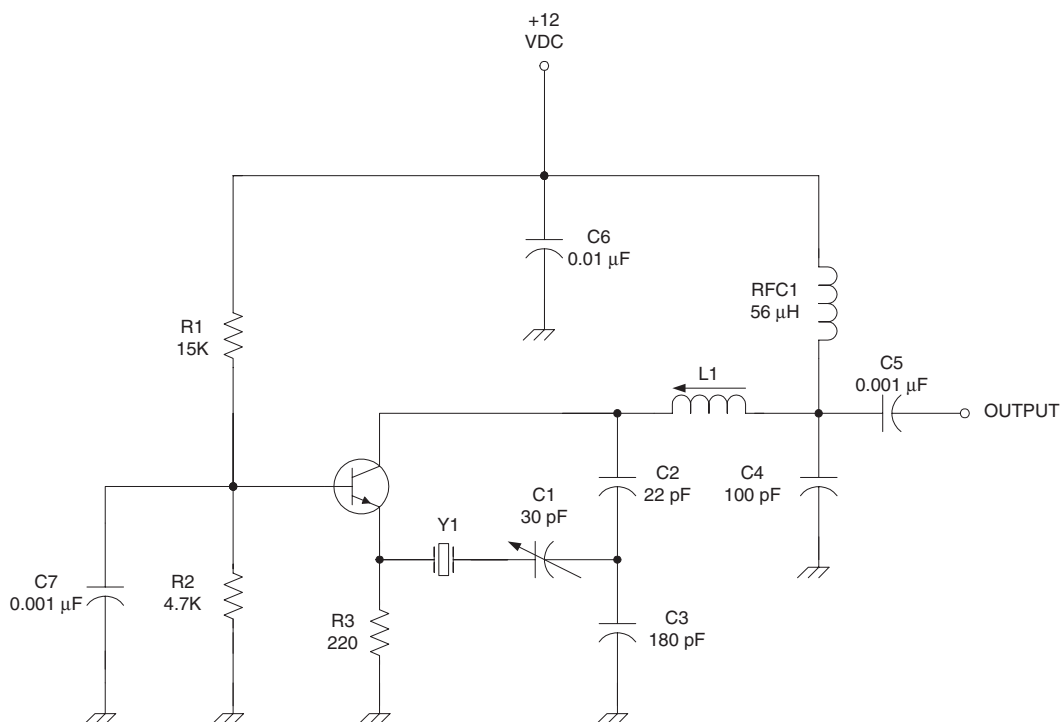 +12
VDC
C6
0.01 μF
RFC1
56 μH
R1
15K
L1
C5
0.001 μF
OUTPUT
C2
22 pF
C4
100 pF
C1
30 pF
Y1
C7
0.001 μF
R2
4.7K
R3
220
C3
180 pF